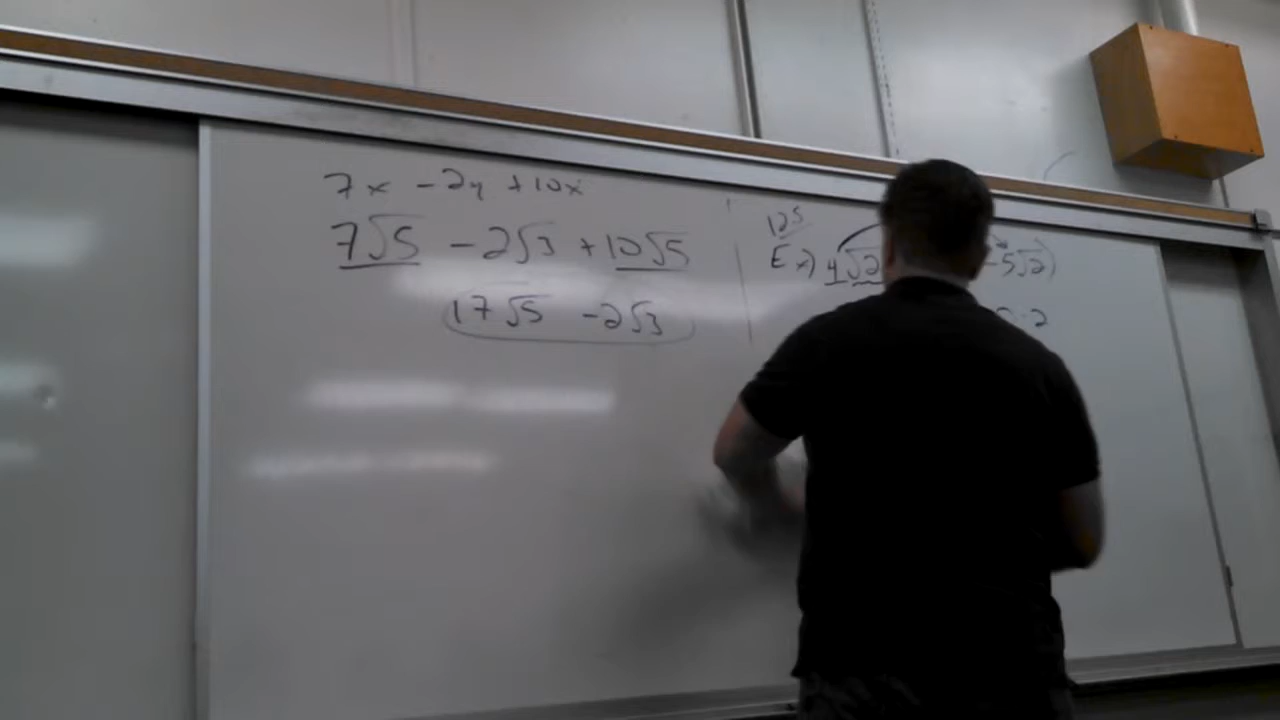 7x - 2y + 10x
7√5 - 2√3 + 10√5
17√5 - 2√3
125
Ex) 4√2 -5√2)
· 2